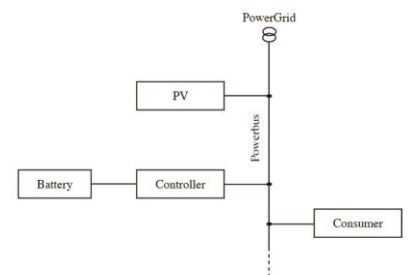 PowerGrid
PV
Powerbus
Battery
Controller
Consumer